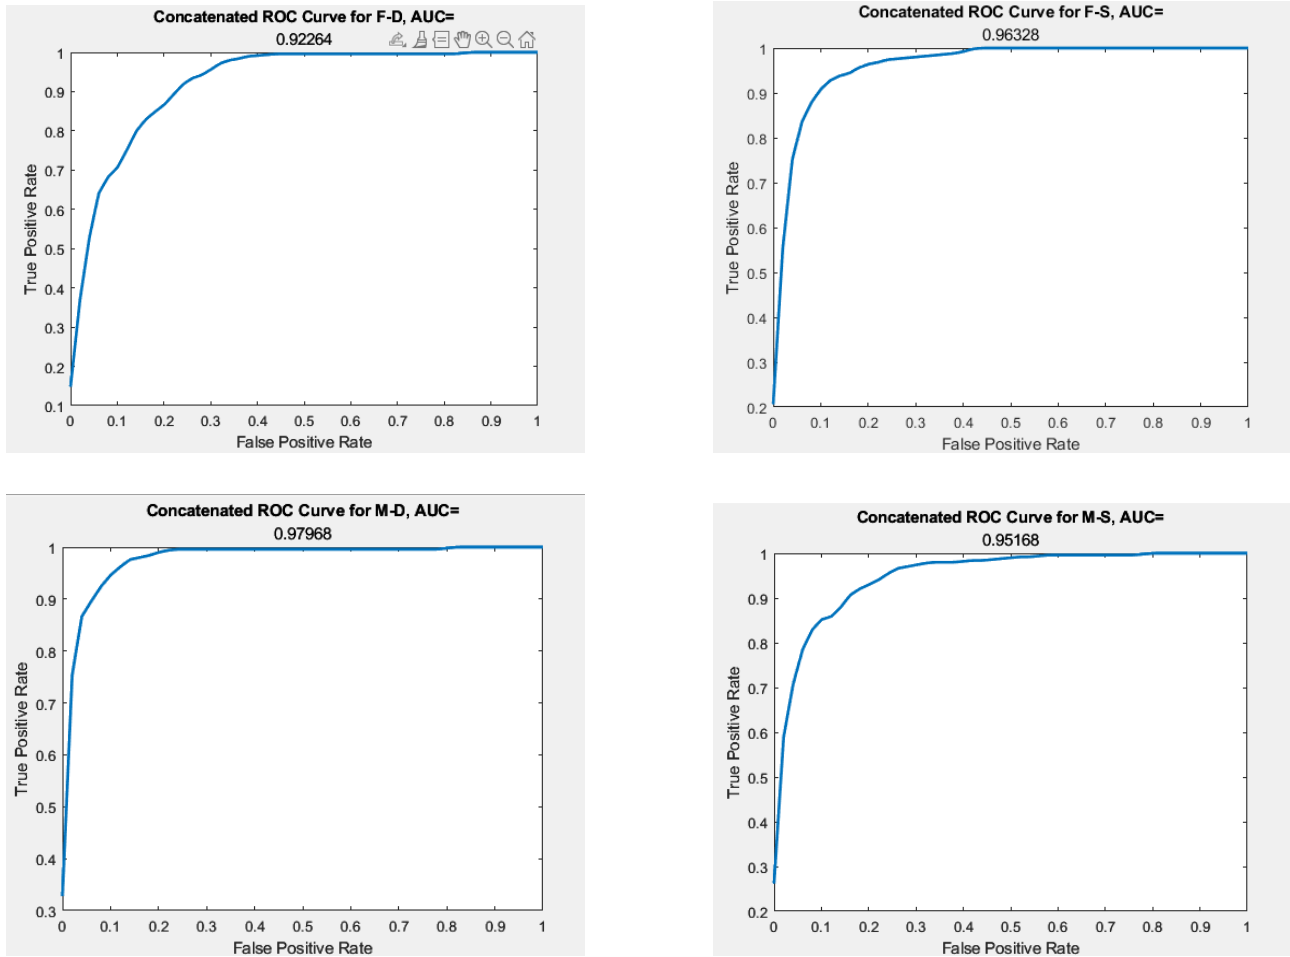 Concatenated ROC Curve for F-D, AUC=
0.92264
1
0.9
0.8
0.7
0.6
0.5
0.4
0.3
0.2
0.1
True Positive Rate
0 0.1 0.2 0.3 0.4 0.5 0.6 0.7 0.8 0.9 1
False Positive Rate
Concatenated ROC Curve for F-S, AUC=
0.96328
1
0.9
0.8
0.7
0.6
0.5
0.4
0.3
0.2
True Positive Rate
0 0.1 0.2 0.3 0.4 0.5 0.6 0.7 0.8 0.9 1
False Positive Rate
Concatenated ROC Curve for M-D, AUC=
0.97968
1
0.9
0.8
0.7
0.6
0.5
0.4
0.3
True Positive Rate
0 0.1 0.2 0.3 0.4 0.5 0.6 0.7 0.8 0.9 1
False Positive Rate
Concatenated ROC Curve for M-S, AUC=
0.95168
1
0.9
0.8
0.7
0.6
0.5
0.4
0.3
0.2
True Positive Rate
0 0.1 0.2 0.3 0.4 0.5 0.6 0.7 0.8 0.9 1
False Positive Rate